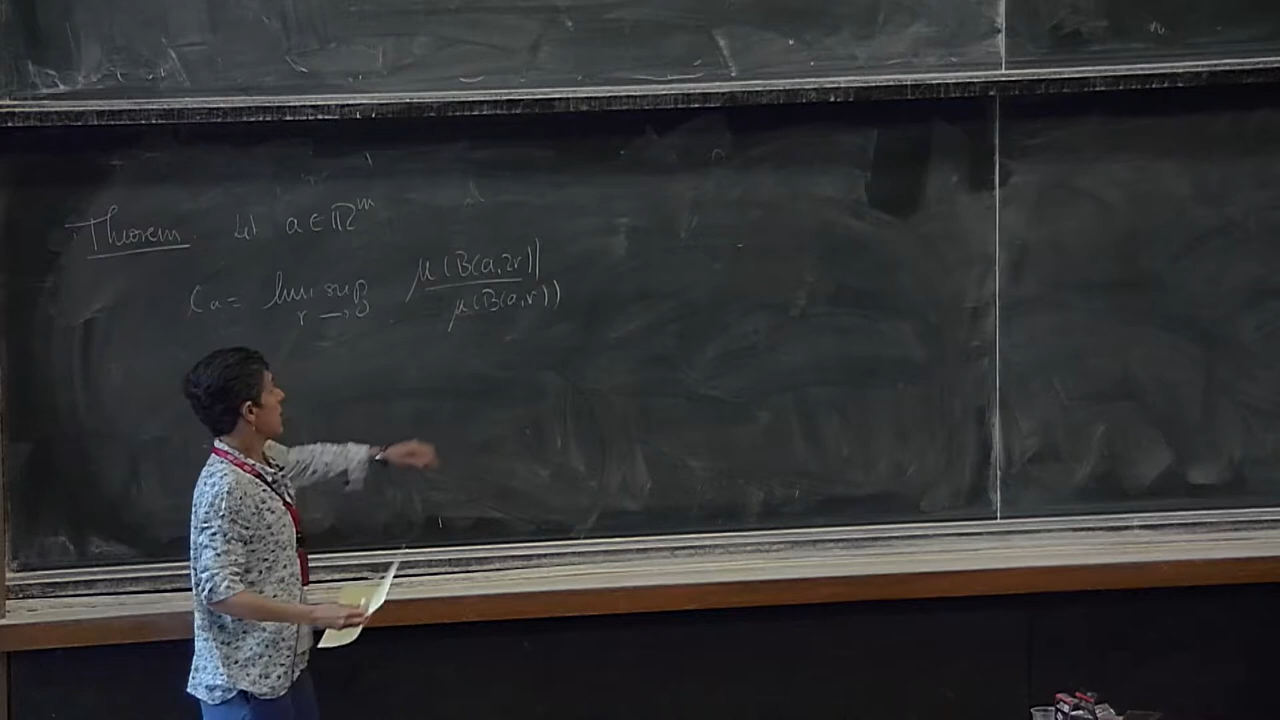 Theorem. Let a ∈ ℝ^m
C_a = lim sup_{r → 0} μ(B(a,2r)) / μ(B(a,r))